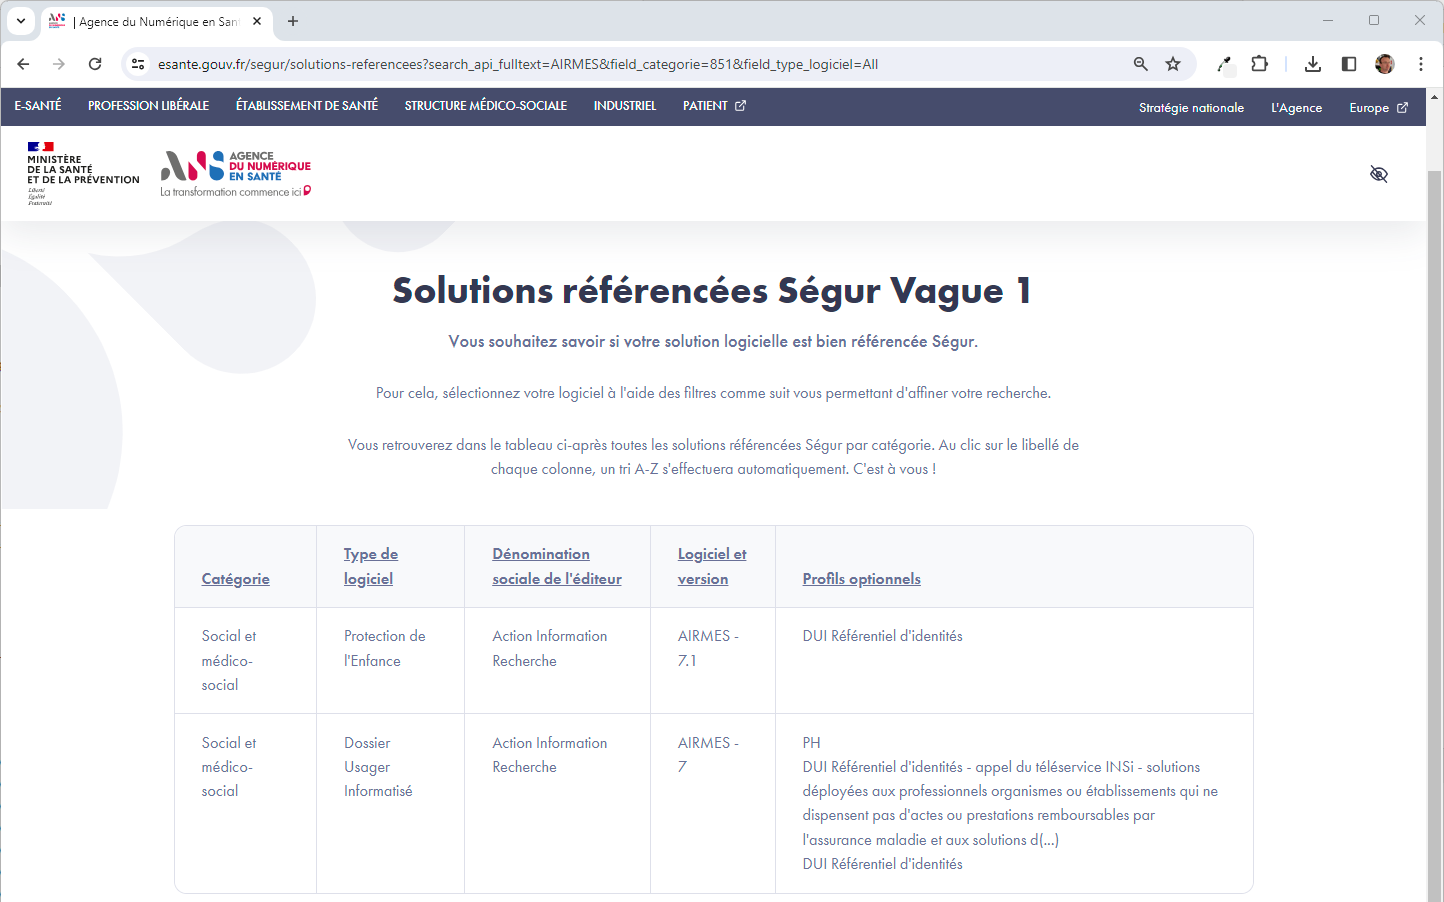 | Agence du Numérique en San
esante.gouv.fr/segur/solutions-referencees?search_api_fulltext=AIRMES&field_categorie=851&field_type_logiciel=All
E-SANTÉ PROFESSION LIBÉRALE ÉTABLISSEMENT DE SANTÉ STRUCTURE MÉDICO-SOCIALE INDUSTRIEL PATIENT Stratégie nationale L'Agence Europe
MINISTÈRE
DE LA SANTÉ
ET DE LA PRÉVENTION
Liberté
Égalité
Fraternité
AGENCE
DU NUMÉRIQUE
EN SANTÉ
La transformation commence ici
Solutions référencées Ségur Vague 1
Vous souhaitez savoir si votre solution logicielle est bien référencée Ségur.
Pour cela, sélectionnez votre logiciel à l'aide des filtres comme suit vous permettant d'affiner votre recherche.
Vous retrouverez dans le tableau ci-après toutes les solutions référencées Ségur par catégorie. Au clic sur le libellé de
chaque colonne, un tri A-Z s'effectuera automatiquement. C'est à vous !
Catégorie
Type de
logiciel
Dénomination
sociale de l'éditeur
Logiciel et
version
Profils optionnels
Social et
médico-
social
Protection de
l'Enfance
Action Information
Recherche
AIRMES -
7.1
DUI Référentiel d'identités
Social et
médico-
social
Dossier
Usager
Informatisé
Action Information
Recherche
AIRMES -
7
PH
DUI Référentiel d'identités - appel du téléservice INSi - solutions
déployées aux professionnels organismes ou établissements qui ne
dispensent pas d'actes ou prestations remboursables par
l'assurance maladie et aux solutions d(...)
DUI Référentiel d'identités